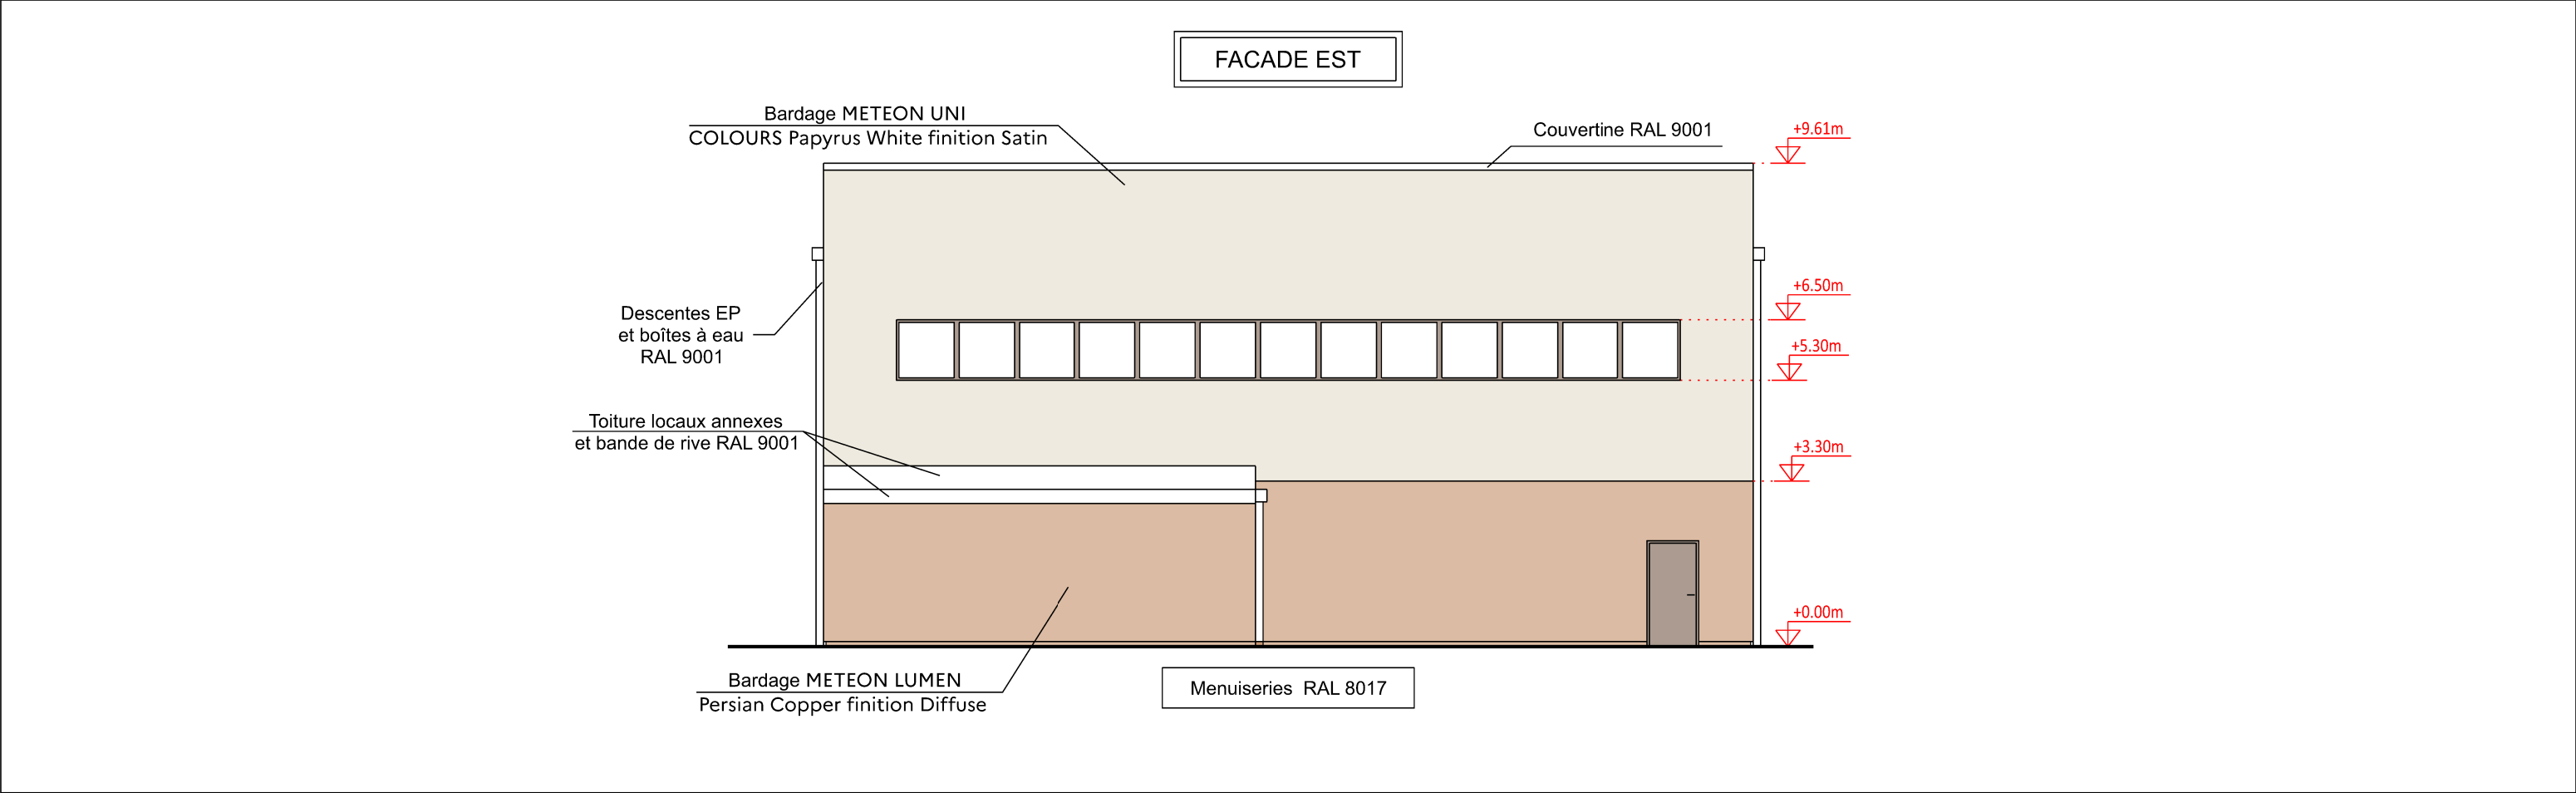 FACADE EST
Bardage METEON UNI
COLOURS Papyrus White finition Satin
Couvertine RAL 9001
+9.61m
+6.50m
Descentes EP
et boîtes à eau
RAL 9001
+5.30m
Toiture locaux annexes
et bande de rive RAL 9001
+3.30m
+0.00m
Bardage METEON LUMEN
Persian Copper finition Diffuse
Menuiseries RAL 8017